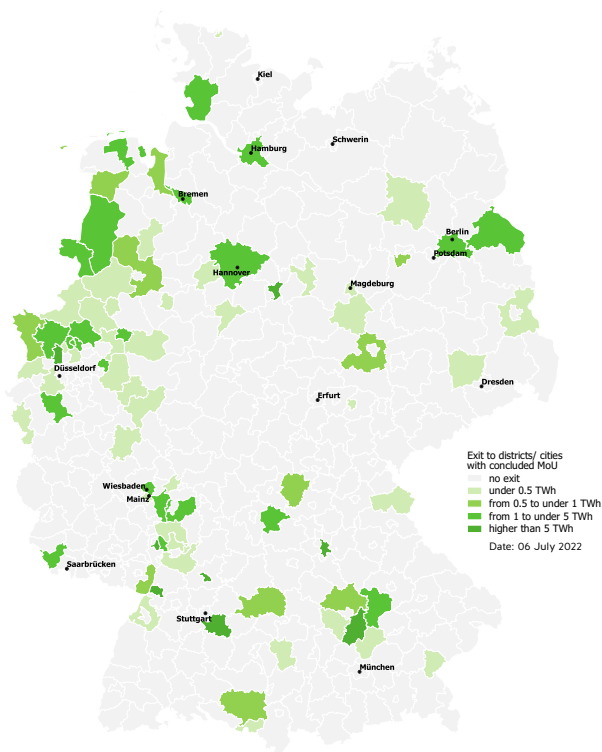 Kiel
Schwerin
Hamburg
Bremen
Berlin
Potsdam
Hannover
Magdeburg
Düsseldorf
Dresden
Erfurt
Wiesbaden
Mainz
Saarbrücken
Stuttgart
München
Exit to districts/ cities
with concluded MoU
no exit
under 0.5 TWh
from 0.5 to under 1 TWh
from 1 to under 5 TWh
higher than 5 TWh
Date: 06 July 2022